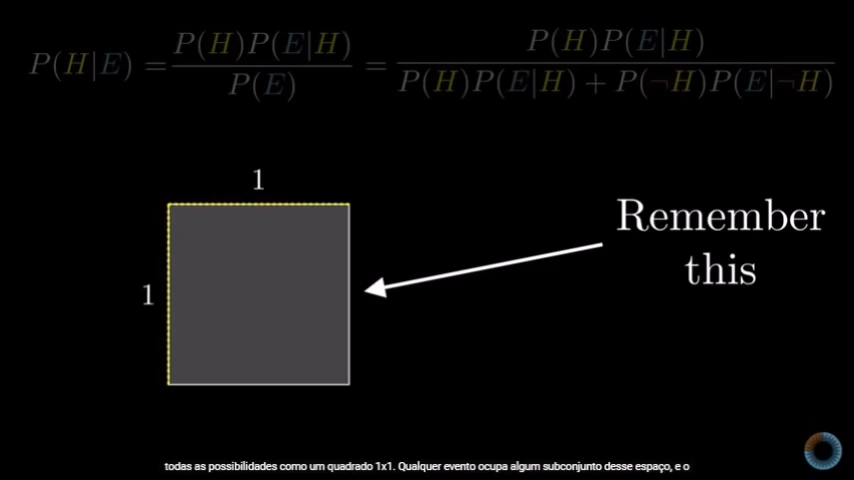 P(H|E) = P(H)P(E|H) / P(E) = P(H)P(E|H) / P(H)P(E|H) + P(¬H)P(E|¬H)
1
1
Remember
this
todas as possibilidades como um quadrado 1x1. Qualquer evento ocupa algum subconjunto desse espaço, e o